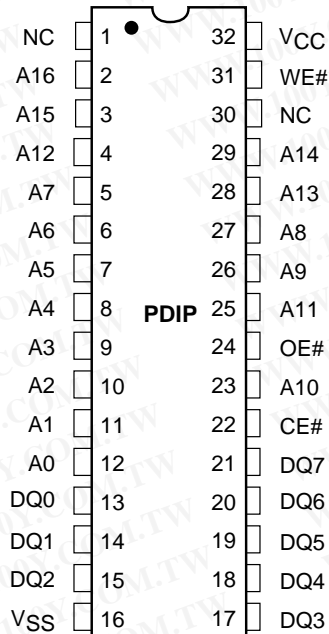 NC 1 32 VCC
A16 2 31 WE#
A15 3 30 NC
A12 4 29 A14
A7 5 28 A13
A6 6 27 A8
A5 7 26 A9
A4 8 PDIP 25 A11
A3 9 24 OE#
A2 10 23 A10
A1 11 22 CE#
A0 12 21 DQ7
DQ0 13 20 DQ6
DQ1 14 19 DQ5
DQ2 15 18 DQ4
VSS 16 17 DQ3